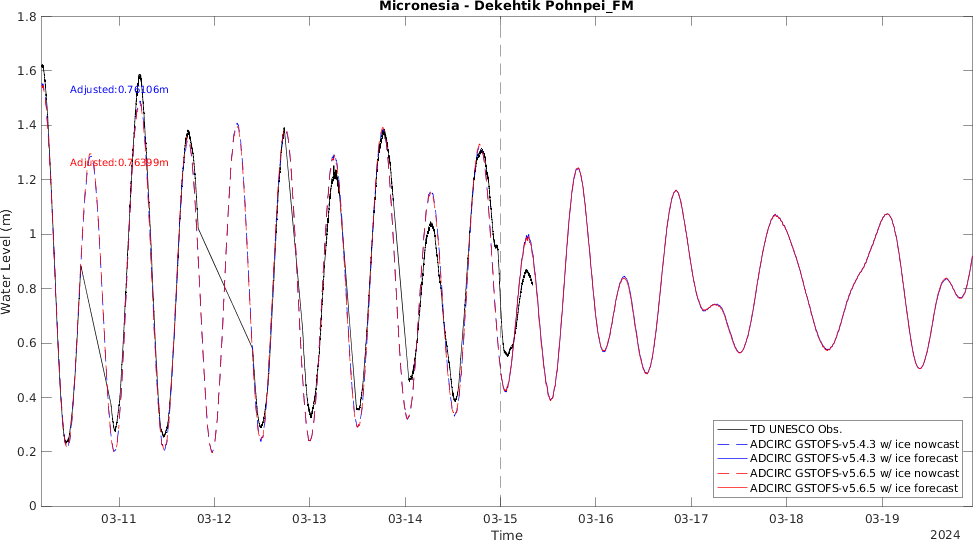 Micronesia - Dekehtik Pohnpei_FM
1.8
1.6
1.4
1.2
1
0.8
0.6
0.4
0.2
0
Water Level (m)
Adjusted:0.76106m
Adjusted:0.76399m
TD UNESCO Obs.
ADCIRC GSTOFS-v5.4.3 w/ ice nowcast
ADCIRC GSTOFS-v5.4.3 w/ ice forecast
ADCIRC GSTOFS-v5.6.5 w/ ice nowcast
ADCIRC GSTOFS-v5.6.5 w/ ice forecast
03-11 03-12 03-13 03-14 03-15 03-16 03-17 03-18 03-19
Time
2024